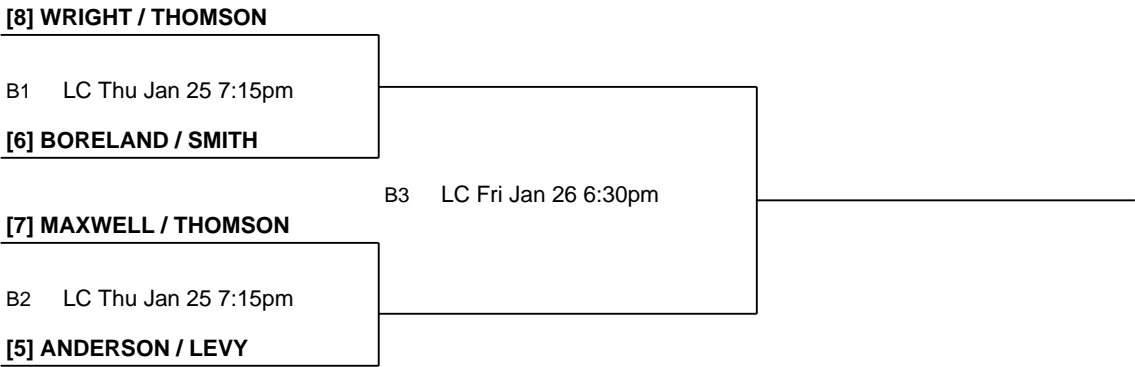 [8] WRIGHT / THOMSON
B1 LC Thu Jan 25 7:15pm
[6] BORELAND / SMITH
B3 LC Fri Jan 26 6:30pm
[7] MAXWELL / THOMSON
B2 LC Thu Jan 25 7:15pm
[5] ANDERSON / LEVY